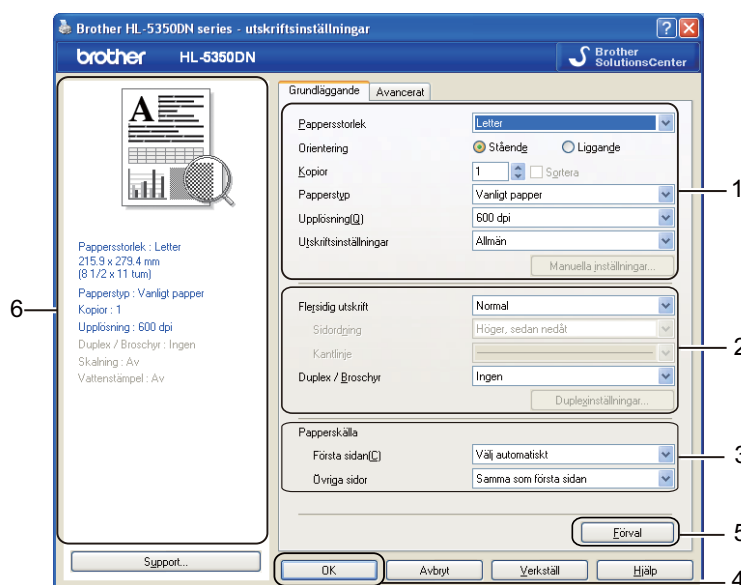 Brother HL-5350DN series - utskriftsinställningar
brother HL-5350DN
Brother
SolutionsCenter
Grundläggande Avancerat
Pappersstorlek Letter
Orientering Stående Liggande
Kopior 1 Sortera
Papperstyp Vanligt papper
Upplösning(Q) 600 dpi
Utskriftsinställningar Allmän
Manuella inställningar...
1
A
Pappersstorlek : Letter
215.9 x 279.4 mm
(8 1/2 x 11 tum)
Papperstyp : Vanligt papper
Kopior : 1
Upplösning : 600 dpi
Duplex / Broschyr : Ingen
Skalning : Av
Vattenstämpel : Av
6
Flersidig utskrift Normal
Sidordning Höger, sedan nedåt
Kantlinje
Duplex / Broschyr Ingen
Duplexinställningar...
2
Papperskälla
Första sidan(C) Välj automatiskt
Övriga sidor Samma som första sidan
3
Förval
5
Support...
OK Avbryt Verkställ Hjälp
4